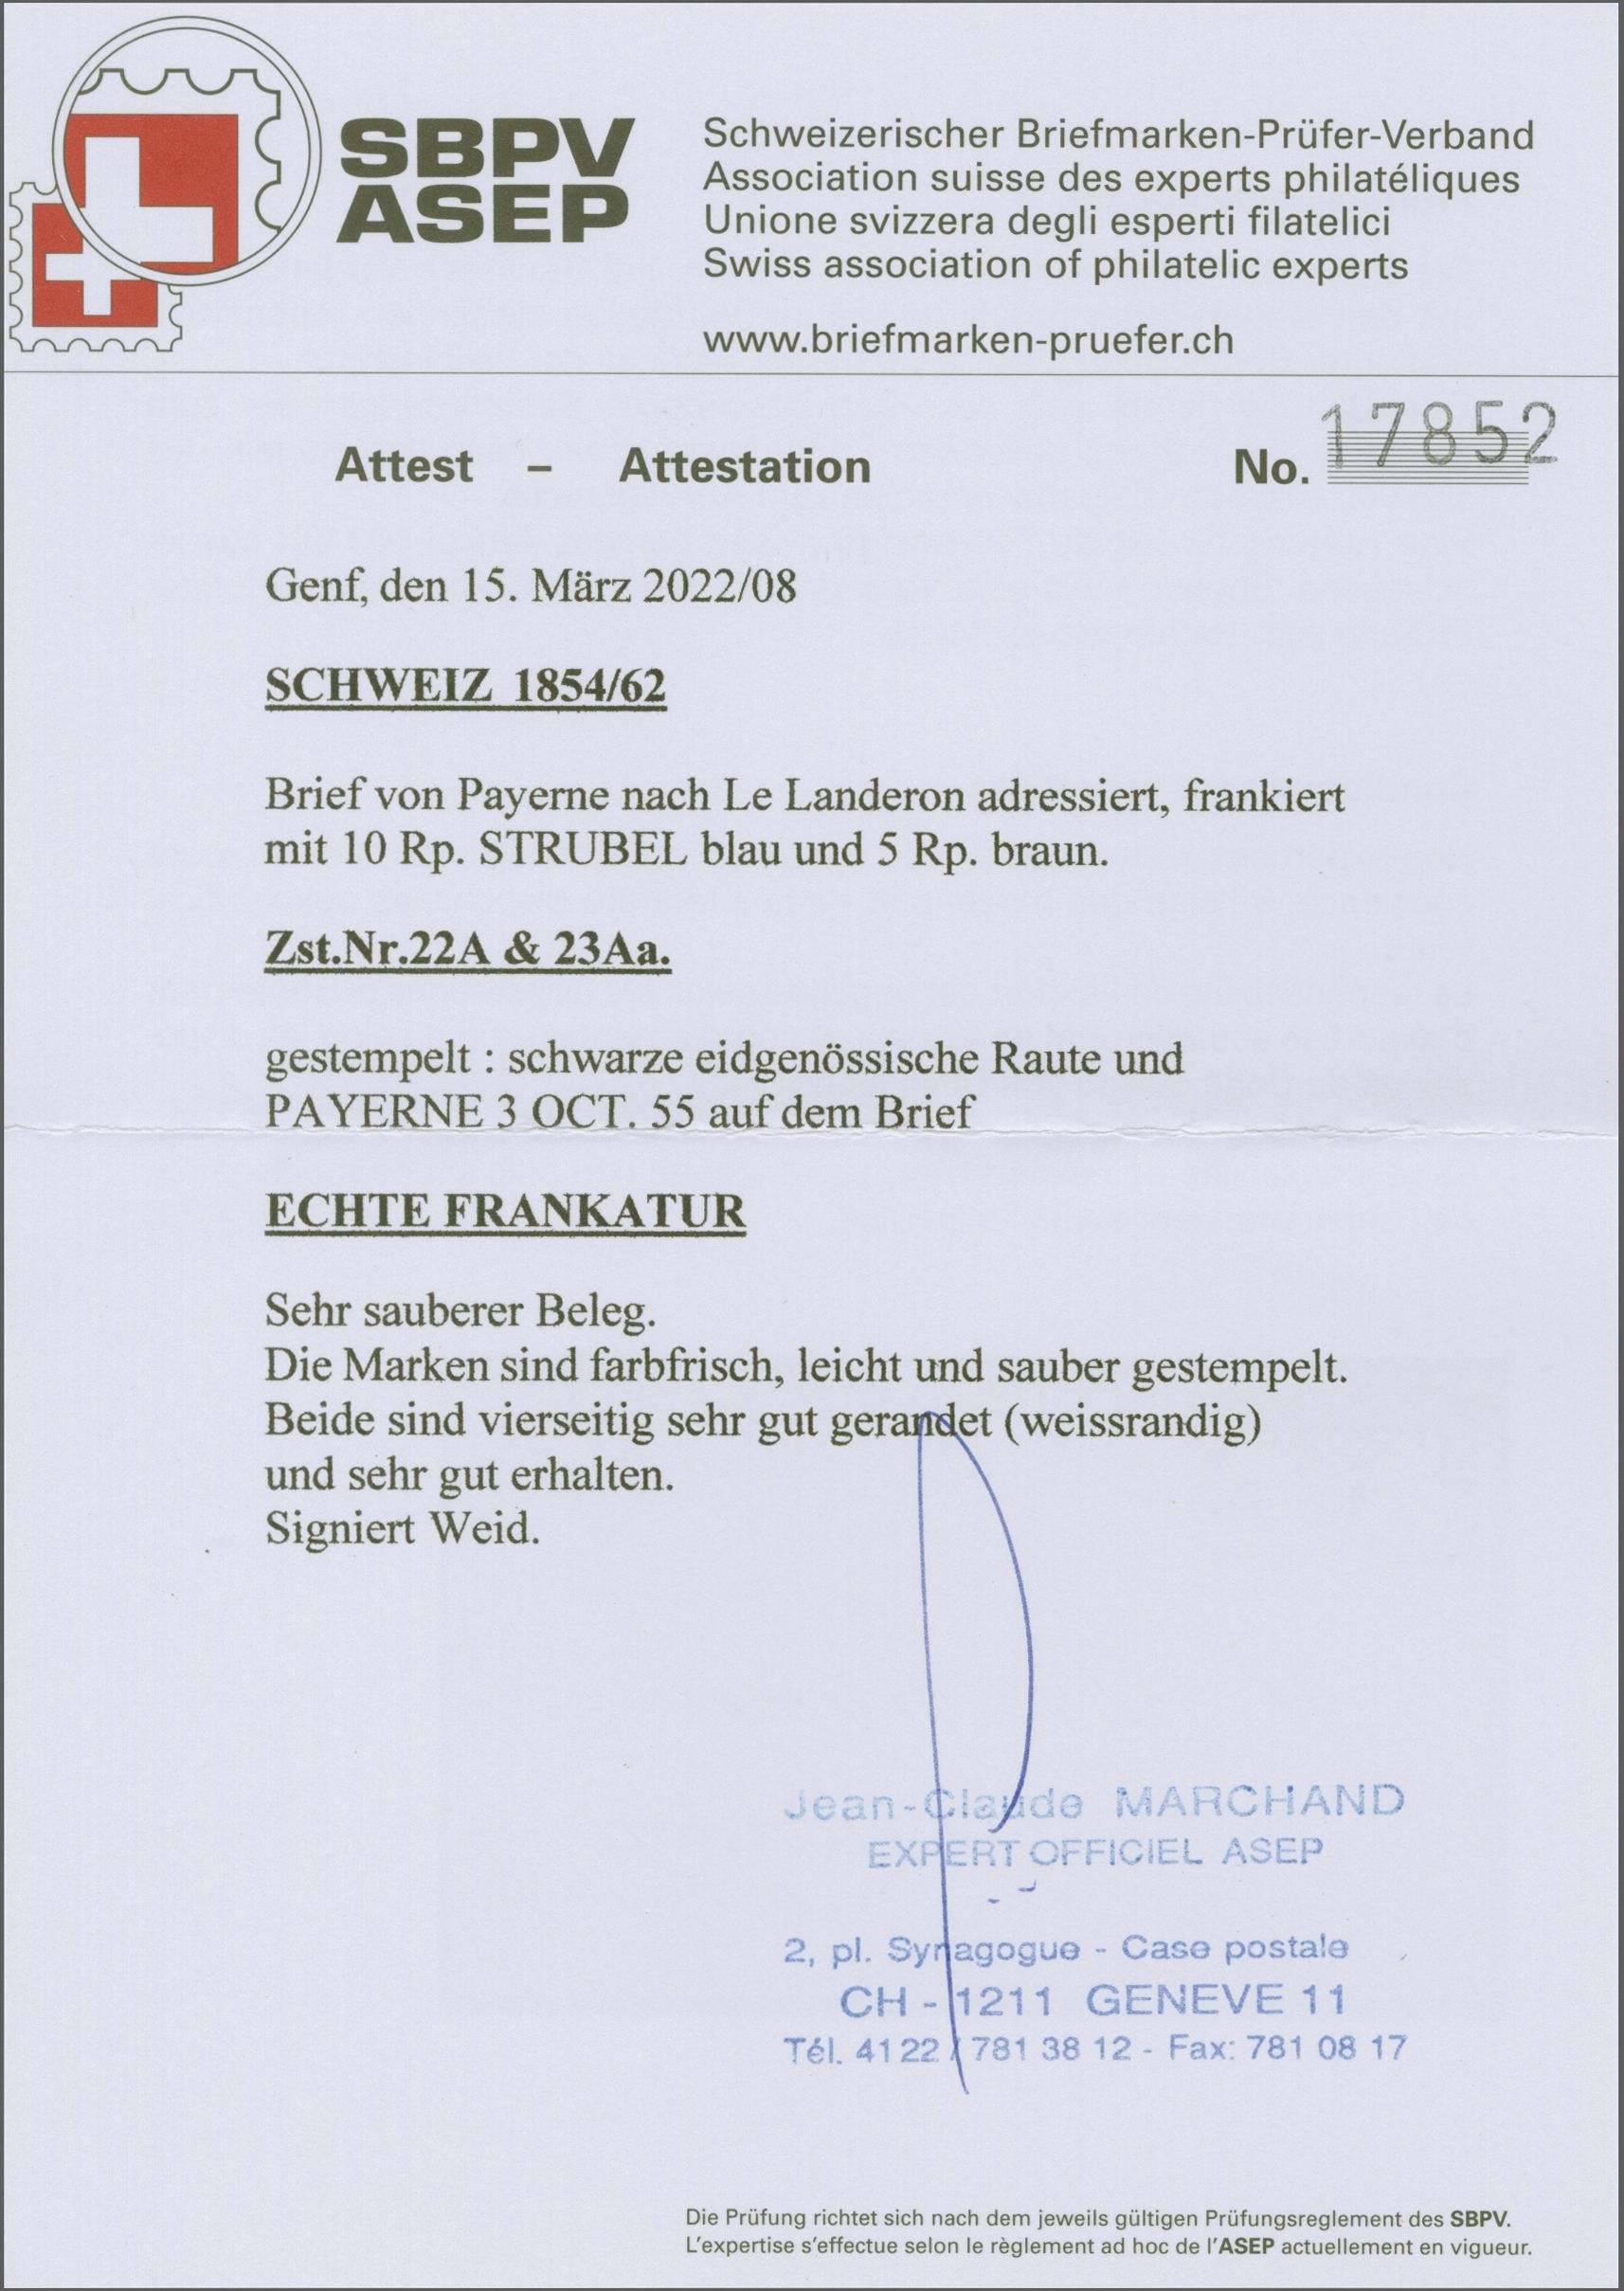 SBPV
ASEP
Schweizerischer Briefmarken-Prüfer-Verband
Association suisse des experts philatéliques
Unione svizzera degli esperti filatelici
Swiss association of philatelic experts
www.briefmarken-pruefer.ch
Attest – Attestation No. 17852
Genf, den 15. März 2022/08
SCHWEIZ 1854/62
Brief von Payerne nach Le Landeron adressiert, frankiert
mit 10 Rp. STRUBEL blau und 5 Rp. braun.
Zst.Nr.22A & 23Aa.
gestempelt : schwarze eidgenössische Raute und
PAYERNE 3 OCT. 55 auf dem Brief
ECHTE FRANKATUR
Sehr sauberer Beleg.
Die Marken sind farbfrisch, leicht und sauber gestempelt.
Beide sind vierseitig sehr gut gerandet (weissrandig)
und sehr gut erhalten.
Signiert Weid.
Jean-Claude MARCHAND
EXPERT OFFICIEL ASEP
2, pl. Synagogue - Case postale
CH - 1211 GENEVE 11
Tél. 41 22 / 781 38 12 - Fax: 781 08 17
Die Prüfung richtet sich nach dem jeweils gültigen Prüfungsreglement des SBPV.
L'expertise s'effectue selon le règlement ad hoc de l'ASEP actuellement en vigueur.